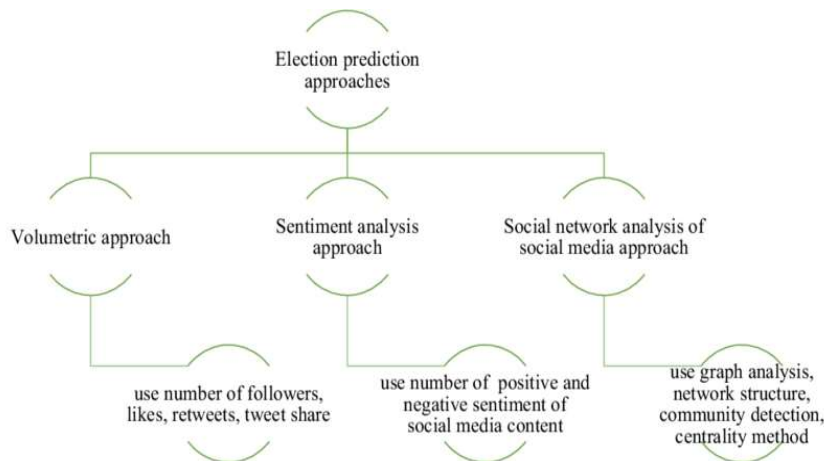 Election prediction
approaches
Volumetric approach
Sentiment analysis
approach
Social network analysis of
social media approach
use number of followers,
likes, retweets, tweet share
use number of positive and
negative sentiment of
social media content
use graph analysis,
network structure,
community detection,
centrality method